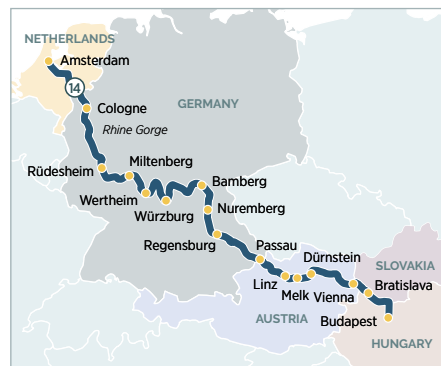 NETHERLANDS
Amsterdam
14
Cologne
GERMANY
Rhine Gorge
Miltenberg
Rüdesheim
Bamberg
Wertheim
Würzburg
Nuremberg
Regensburg
Passau
Dürnstein
SLOVAKIA
Linz
Melk
Vienna
Bratislava
AUSTRIA
Budapest
HUNGARY